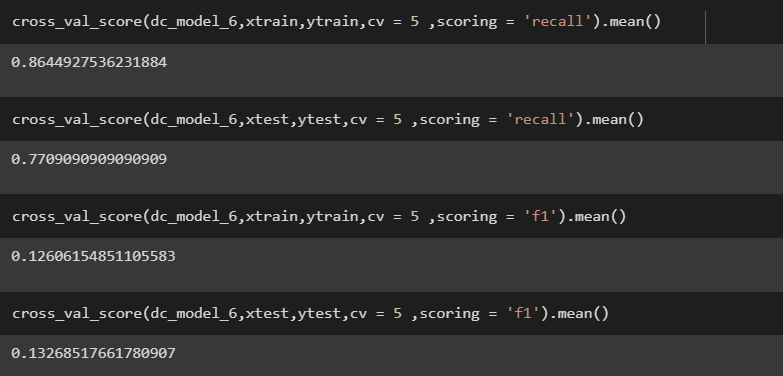 cross_val_score(dc_model_6,xtrain,ytrain,cv = 5 ,scoring = 'recall').mean()
0.8644927536231884
cross_val_score(dc_model_6,xtest,ytest,cv = 5 ,scoring = 'recall').mean()
0.7709090909090909
cross_val_score(dc_model_6,xtrain,ytrain,cv = 5 ,scoring = 'f1').mean()
0.12606154851105583
cross_val_score(dc_model_6,xtest,ytest,cv = 5 ,scoring = 'f1').mean()
0.13268517661780907